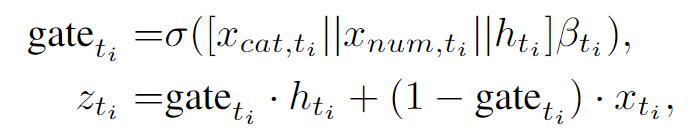 gate_{t_i} =σ([x_{cat,t_i}||x_{num,t_i}||h_{t_i}]β_{t_i}),
z_{t_i} =gate_{t_i} · h_{t_i} + (1 − gate_{t_i}) · x_{t_i},